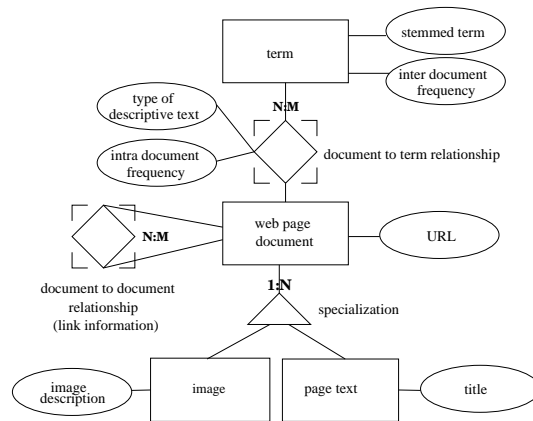 stemmed term
term
inter document
frequency
type of
descriptive text
N:M
intra document
frequency
document to term relationship
web page
document
URL
N:M
document to document
relationship
(link information)
1:N
specialization
image
description
image
page text
title